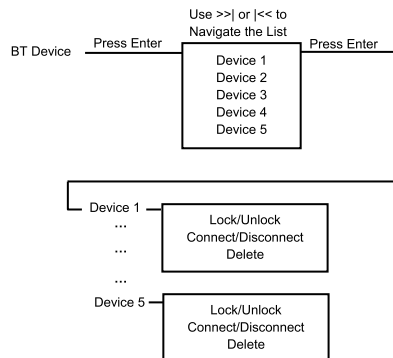 Use >>| or |<< to
Navigate the List
BT Device
Press Enter
Press Enter
Device 1
Device 2
Device 3
Device 4
Device 5
Device 1
Lock/Unlock
Connect/Disconnect
Delete
...
...
...
Device 5
Lock/Unlock
Connect/Disconnect
Delete